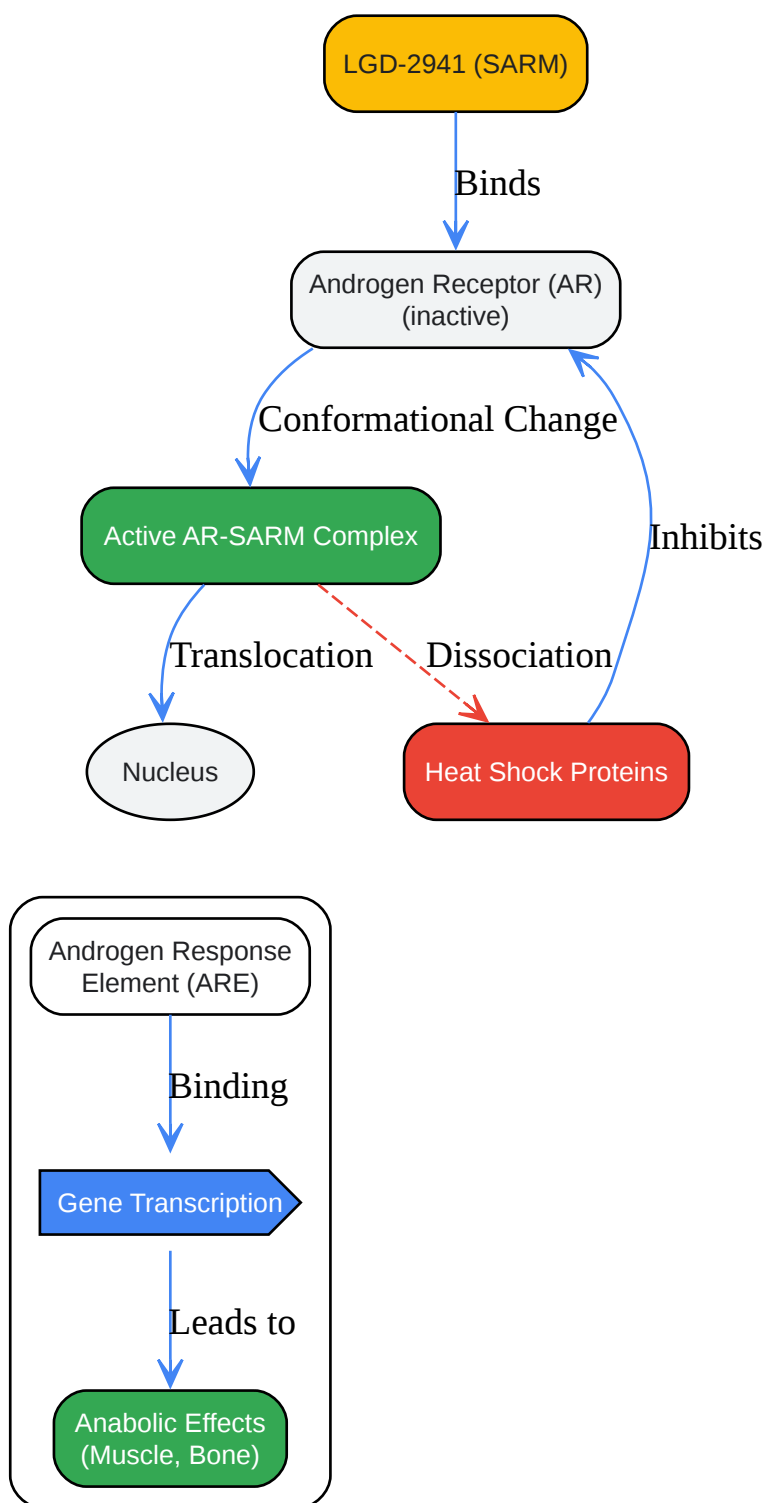 LGD-2941 (SARM)
Binds
Androgen Receptor (AR)
(inactive)
Conformational Change
Active AR-SARM Complex
Inhibits
Translocation
Dissociation
Nucleus
Heat Shock Proteins
Androgen Response
Element (ARE)
Binding
Gene Transcription
Leads to
Anabolic Effects
(Muscle, Bone)